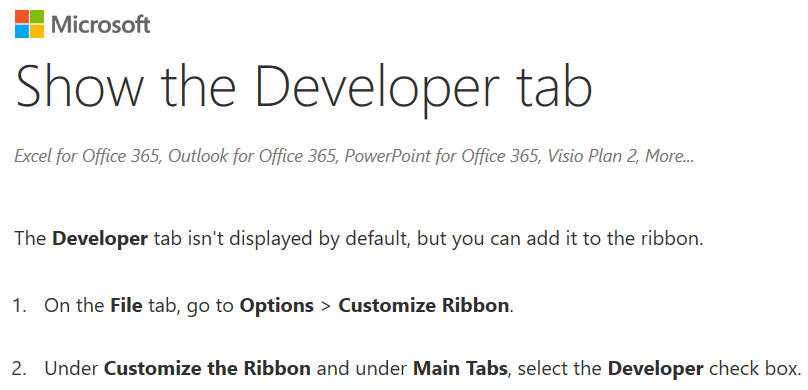 Microsoft
Show the Developer tab
Excel for Office 365, Outlook for Office 365, PowerPoint for Office 365, Visio Plan 2, More...
The Developer tab isn't displayed by default, but you can add it to the ribbon.
1. On the File tab, go to Options > Customize Ribbon.
2. Under Customize the Ribbon and under Main Tabs, select the Developer check box.